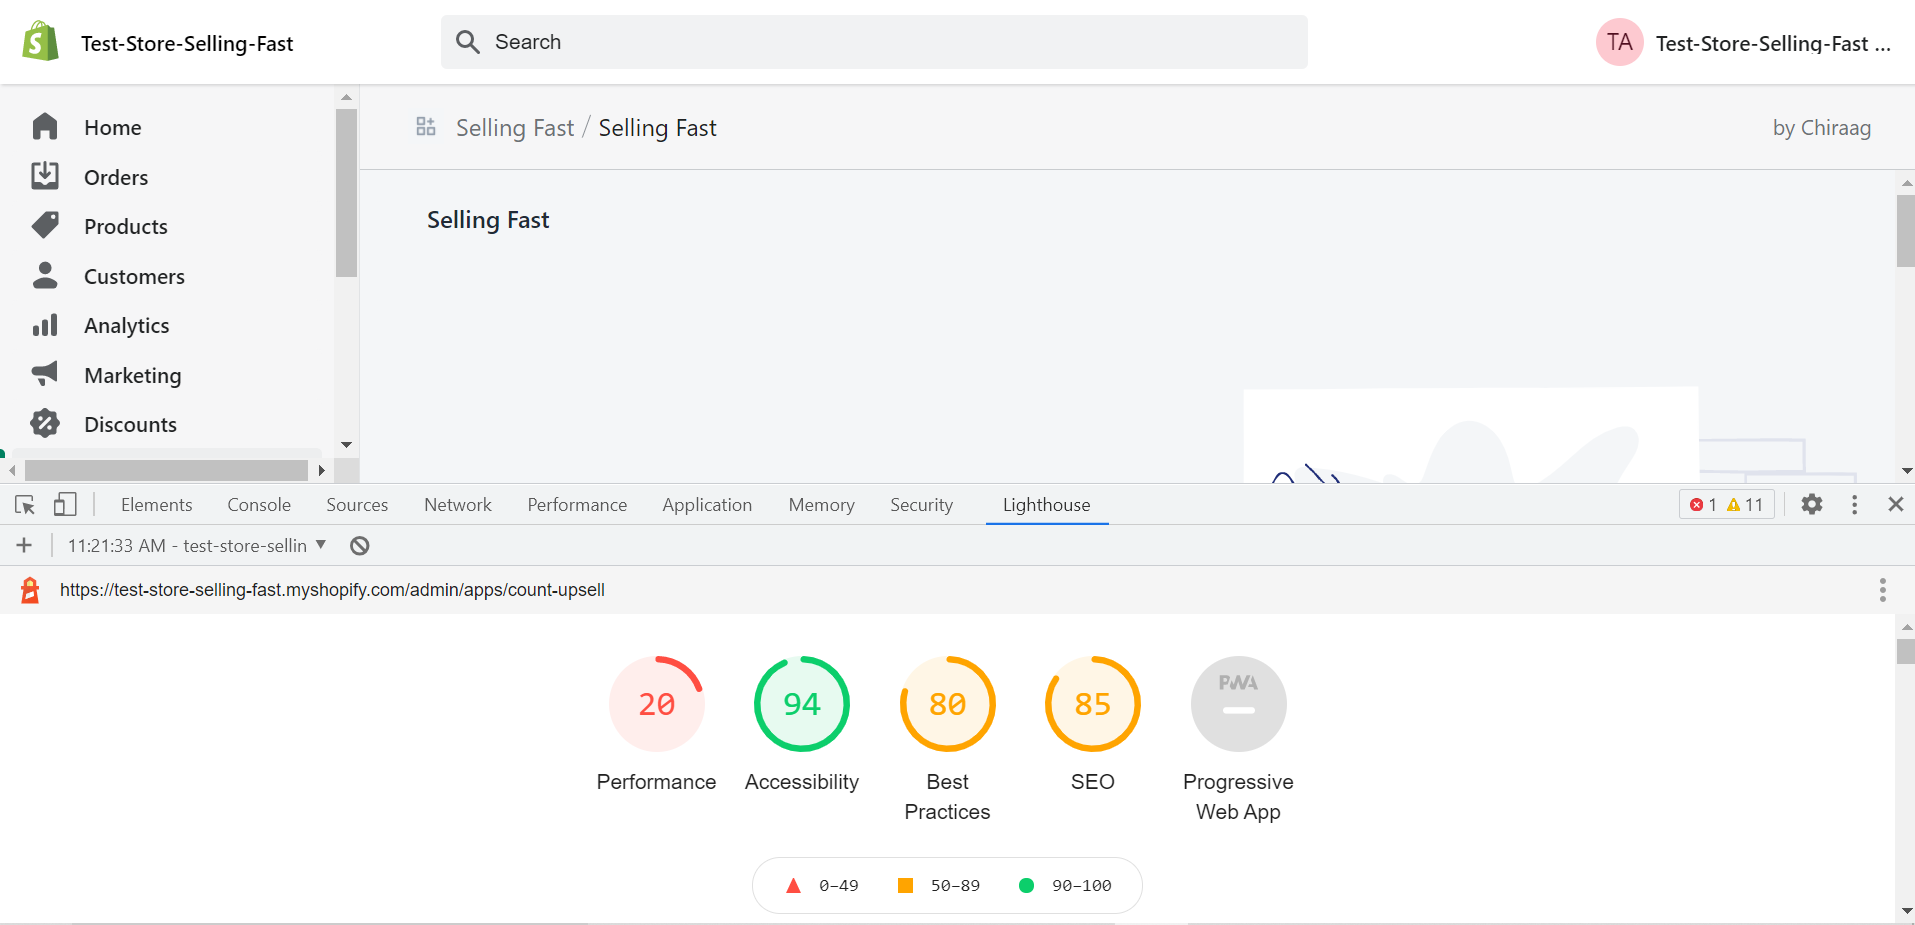 Test-Store-Selling-Fast
Search
TA
Test-Store-Selling-Fast ...
Home
Orders
Products
Customers
Analytics
Marketing
Discounts
Selling Fast / Selling Fast
by Chiraag
Selling Fast
Elements Console Sources Network Performance Application Memory Security Lighthouse
1 11
11:21:33 AM - test-store-sellin
https://test-store-selling-fast.myshopify.com/admin/apps/count-upsell
20 94 80 85 PWA
Performance Accessibility Best Practices SEO Progressive Web App
0–49 50–89 90–100